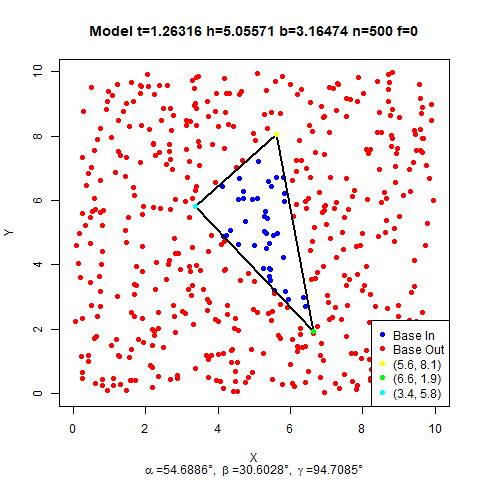 Model t=1.26316 h=5.05571 b=3.16474 n=500 f=0
10
8
6
4
2
0
Y
0 2 4 6 8 10
X
α=54.6886°, β=30.6028°, γ=94.7085°
Base In
Base Out
(5.6, 8.1)
(6.6, 1.9)
(3.4, 5.8)